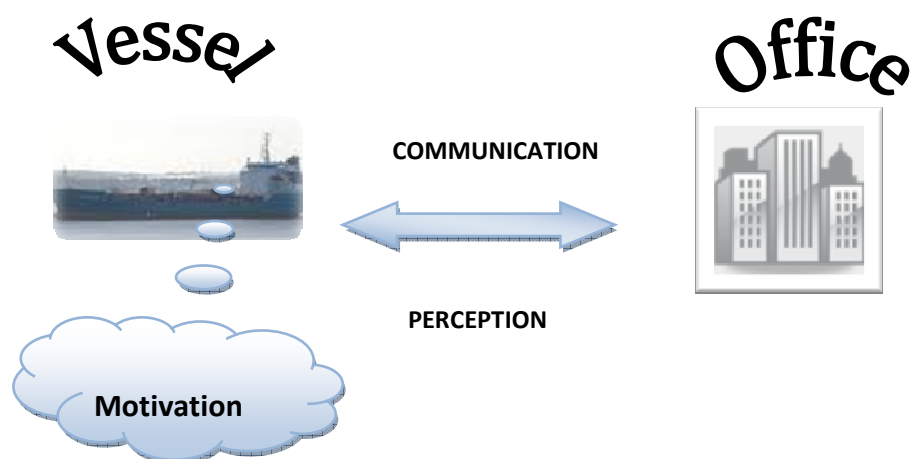 Vessel
Office
COMMUNICATION
PERCEPTION
Motivation